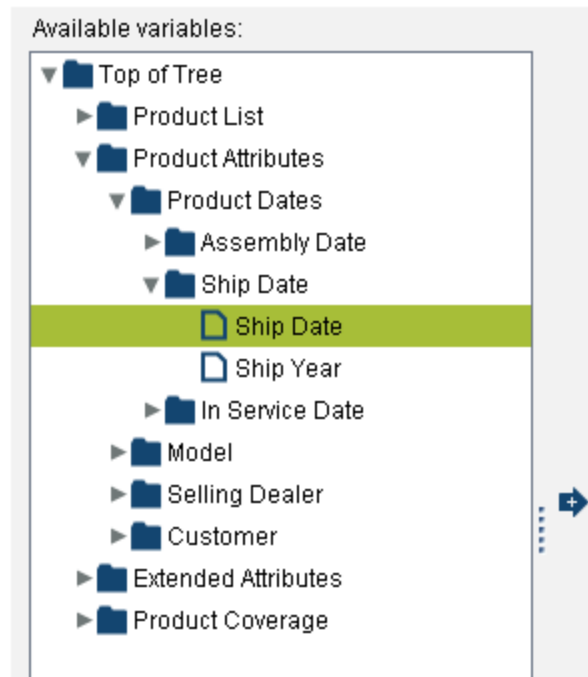 Available variables:
Top of Tree
Product List
Product Attributes
Product Dates
Assembly Date
Ship Date
Ship Date
Ship Year
In Service Date
Model
Selling Dealer
Customer
Extended Attributes
Product Coverage